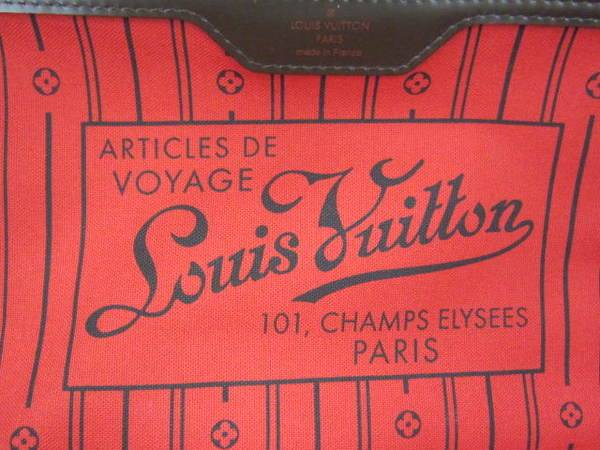 LOUIS VUITTON
PARIS
made in France
ARTICLES DE
VOYAGE
Louis Vuitton
101, CHAMPS ELYSEES
PARIS